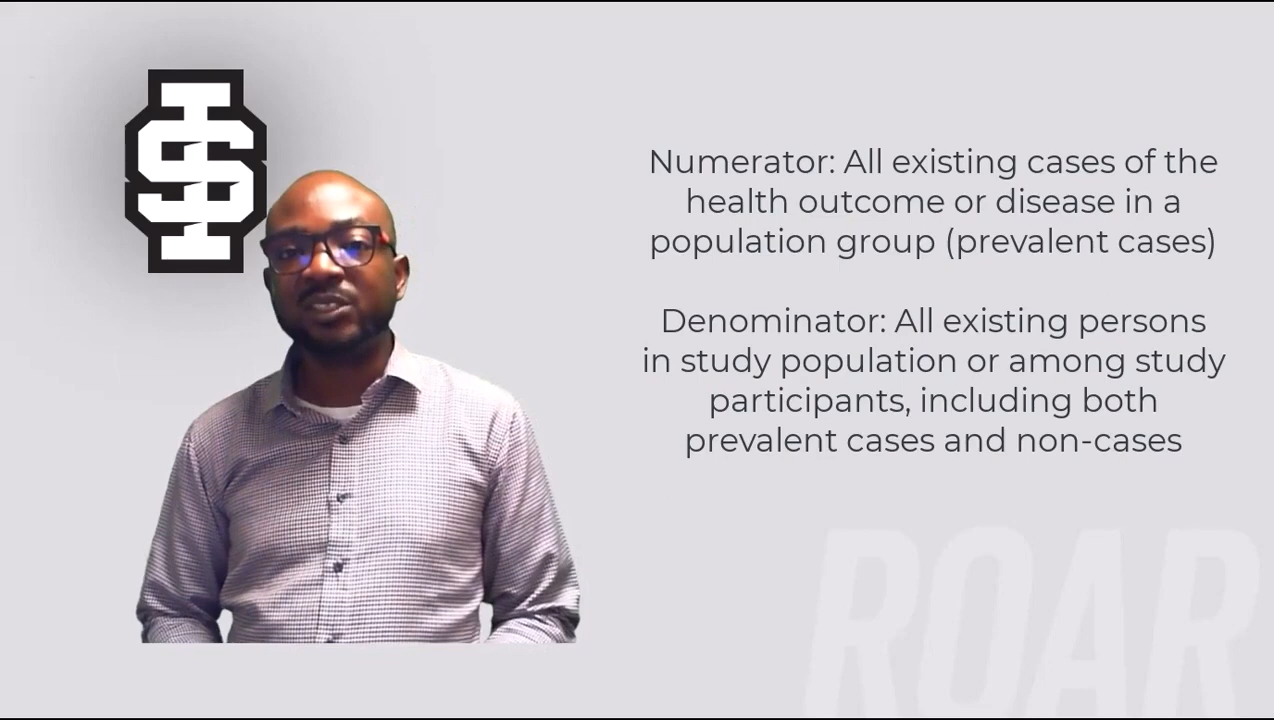 IS
Numerator: All existing cases of the
health outcome or disease in a
population group (prevalent cases)
Denominator: All existing persons
in study population or among study
participants, including both
prevalent cases and non-cases
ROAR